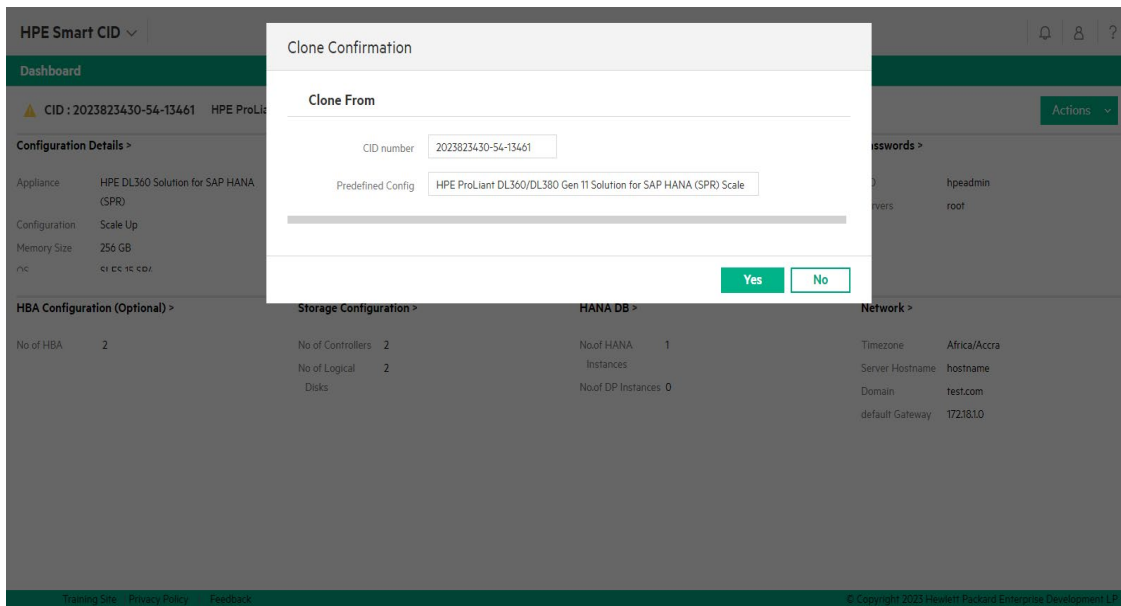 HPE Smart CID
?
Clone Confirmation
Dashboard
Clone From
CID : 2023823430-54-13461 HPE
Actions
CID number 2023823430-54-13461
Configuration Details >
Predefined Config HPE ProLiant DL360/DL380 Gen 11 Solution for SAP HANA (SPR) Scale
Appliance HPE DL360 Solution for SAP HANA (SPR)
hpeadmin
root
Configuration Scale Up
Memory Size 256 GB
Yes No
HBA Configuration (Optional) >
No of HBA 2
Storage Configuration >
No of Controllers 2
No of Logical Disks 2
HANA DB >
No.of HANA Instances 1
No.of DP Instances 0
Network >
Timezone Africa/Accra
Server Hostname hostname
Domain test.com
default Gateway 172.18.1.0
Training Site Privacy Policy Feedback
© Copyright 2023 Hewlett Packard Enterprise Development LP